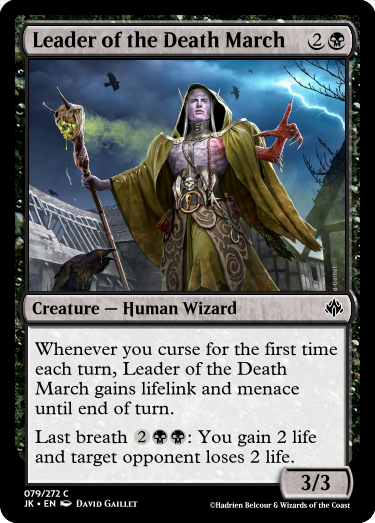 Leader of the Death March 2
Creature — Human Wizard
Whenever you curse for the first time
each turn, Leader of the Death
March gains lifelink and menace
until end of turn.
Last breath 2: You gain 2 life
and target opponent loses 2 life.
3/3
079/272 C
JK • EN David Gaillet
©Hadrien Belcour & Wizards of the Coast